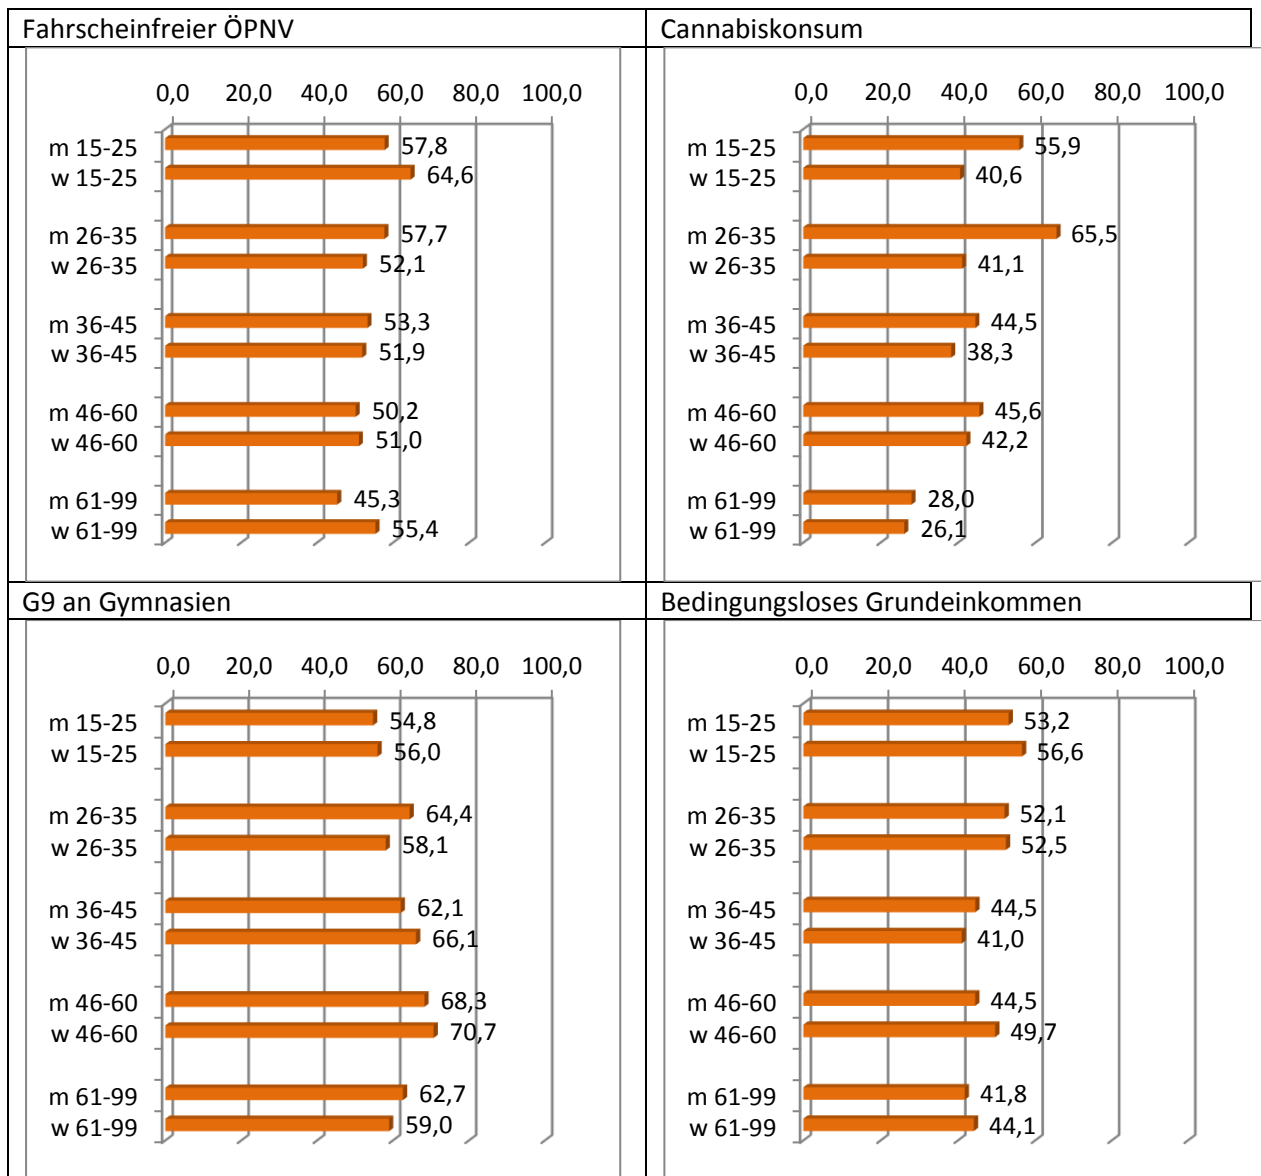 Fahrscheinfreier ÖPNV
0,0 20,0 40,0 60,0 80,0 100,0
m 15-25 57,8
w 15-25 64,6
m 26-35 57,7
w 26-35 52,1
m 36-45 53,3
w 36-45 51,9
m 46-60 50,2
w 46-60 51,0
m 61-99 45,3
w 61-99 55,4
Cannabiskonsum
0,0 20,0 40,0 60,0 80,0 100,0
m 15-25 55,9
w 15-25 40,6
m 26-35 65,5
w 26-35 41,1
m 36-45 44,5
w 36-45 38,3
m 46-60 45,6
w 46-60 42,2
m 61-99 28,0
w 61-99 26,1
G9 an Gymnasien
0,0 20,0 40,0 60,0 80,0 100,0
m 15-25 54,8
w 15-25 56,0
m 26-35 64,4
w 26-35 58,1
m 36-45 62,1
w 36-45 66,1
m 46-60 68,3
w 46-60 70,7
m 61-99 62,7
w 61-99 59,0
Bedingungsloses Grundeinkommen
0,0 20,0 40,0 60,0 80,0 100,0
m 15-25 53,2
w 15-25 56,6
m 26-35 52,1
w 26-35 52,5
m 36-45 44,5
w 36-45 41,0
m 46-60 44,5
w 46-60 49,7
m 61-99 41,8
w 61-99 44,1